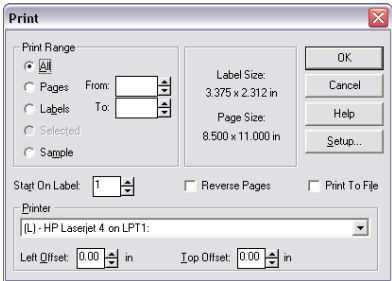 Print
Print Range
All
Pages From:
Labels To:
Selected
Sample
Label Size:
3.375 x 2.312 in
Page Size:
8.500 x 11.000 in
OK
Cancel
Help
Setup...
Start On Label: 1
Reverse Pages
Print To File
Printer
(L) - HP Laserjet 4 on LPT1:
Left Offset: 0.00 in Top Offset: 0.00 in